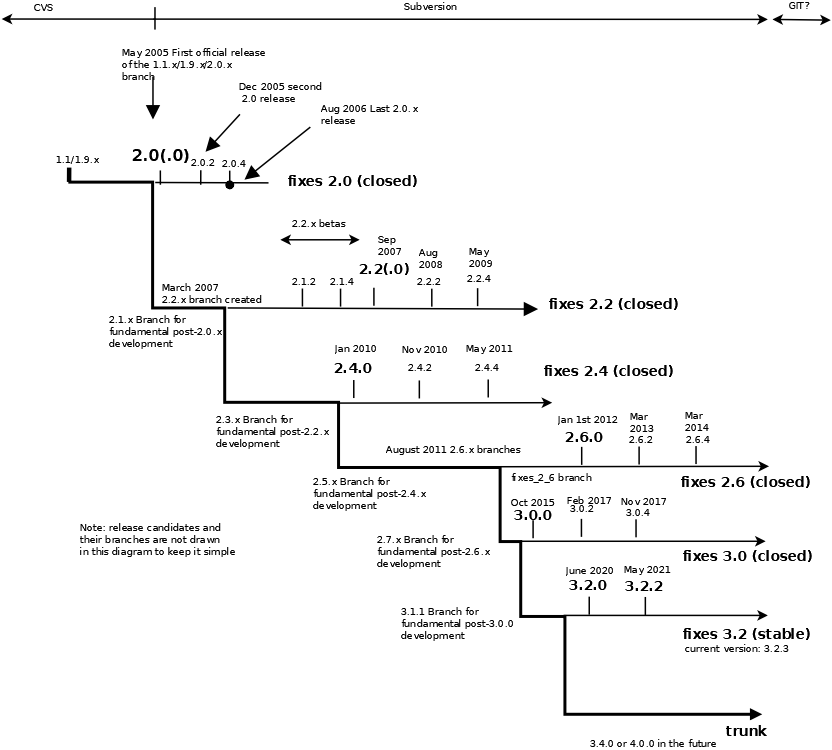 CVS
Subversion
GIT?
May 2005 First official release
of the 1.1.x/1.9.x/2.0.x
branch
Dec 2005 second
2.0 release
Aug 2006 Last 2.0.x
release
1.1/1.9.x
2.0(.0)
2.0.2
2.0.4
fixes 2.0 (closed)
2.2.x betas
Sep
2007
2.2(.0)
Aug
2008
2.2.2
May
2009
2.2.4
2.1.2
2.1.4
March 2007
2.2.x branch created
fixes 2.2 (closed)
2.1.x Branch for
fundamental post-2.0.x
development
Jan 2010
2.4.0
Nov 2010
2.4.2
May 2011
2.4.4
fixes 2.4 (closed)
2.3.x Branch for
fundamental post-2.2.x
development
August 2011 2.6.x branches
Jan 1st 2012
2.6.0
Mar
2013
2.6.2
Mar
2014
2.6.4
fixes_2_6 branch
fixes 2.6 (closed)
2.5.x Branch for
fundamental post-2.4.x
development
Oct 2015
3.0.0
Feb 2017
3.0.2
Nov 2017
3.0.4
fixes 3.0 (closed)
Note: release candidates and
their branches are not drawn
in this diagram to keep it simple
2.7.x Branch for
fundamental post-2.6.x
development
June 2020
3.2.0
May 2021
3.2.2
3.1.1 Branch for
fundamental post-3.0.0
development
fixes 3.2 (stable)
current version: 3.2.3
trunk
3.4.0 or 4.0.0 in the future